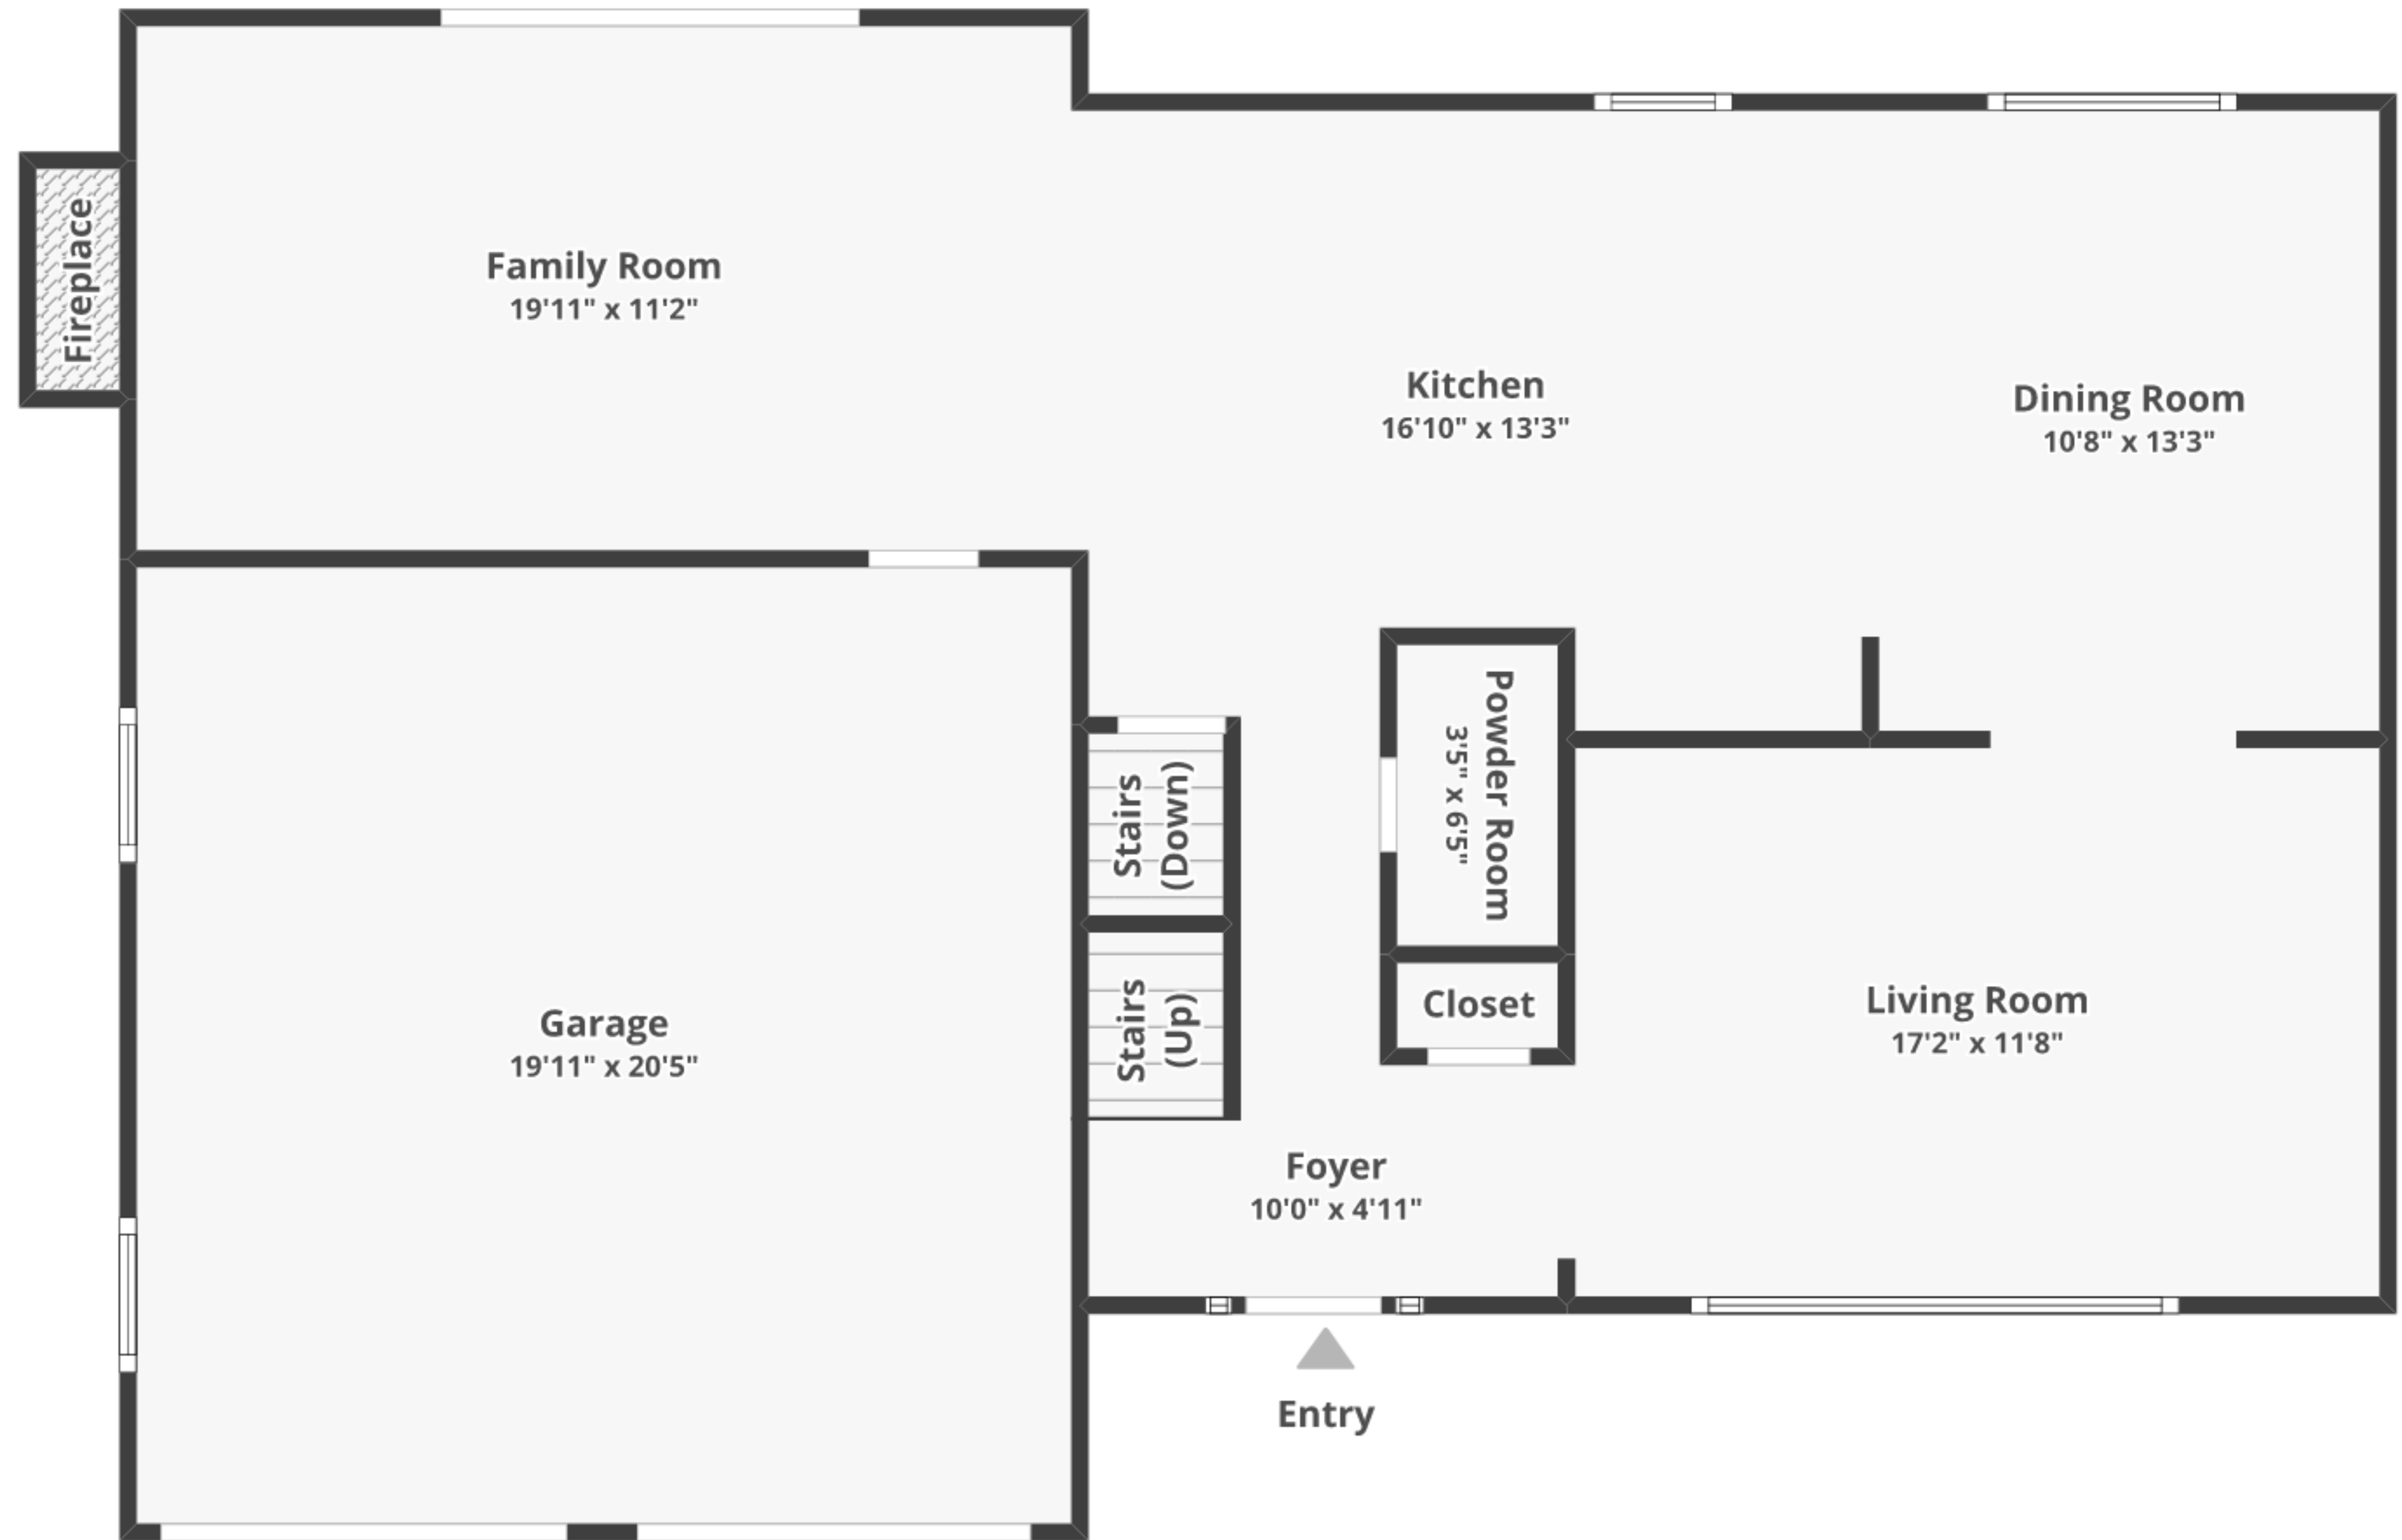 Fireplace
Family Room
19'11" x 11'2"
Kitchen
16'10" x 13'3"
Dining Room
10'8" x 13'3"
Powder Room
3'5" x 6'5"
Stairs
(Down)
Stairs
(Up)
Closet
Living Room
17'2" x 11'8"
Garage
19'11" x 20'5"
Foyer
10'0" x 4'11"
Entry